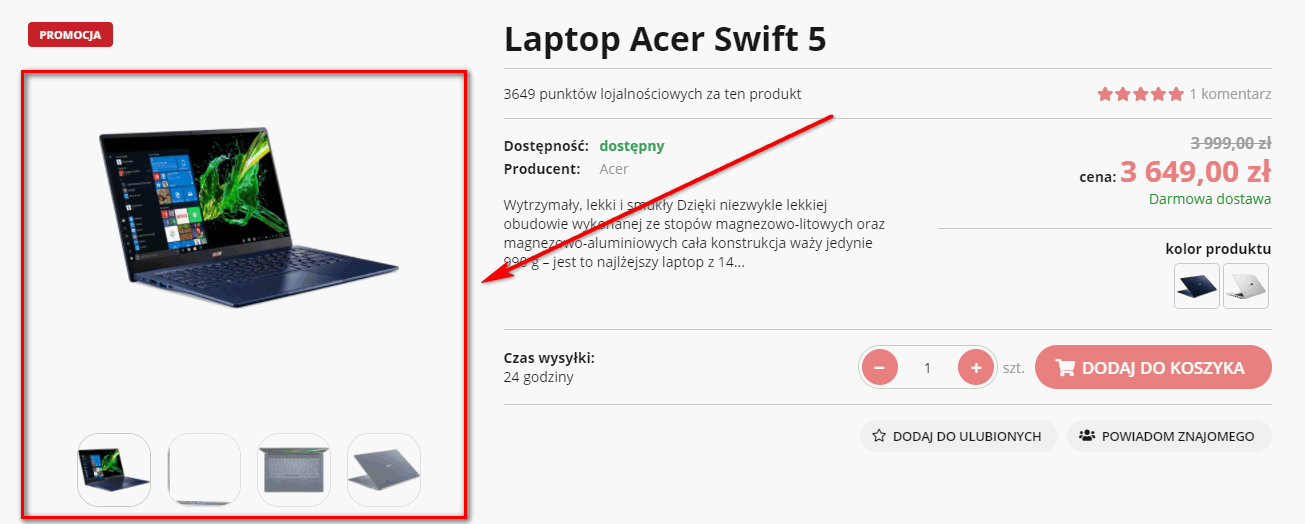 PROMOCJA
Laptop Acer Swift 5
3649 punktów lojalnościowych za ten produkt
1 komentarz
Dostępność: dostępny
Producent: Acer
3 999,00 zł
cena: 3 649,00 zł
Darmowa dostawa
Wytrzymały, lekki i smukły Dzięki niezwykle lekkiej
obudowie wykonanej ze stopów magnezowo-litowych oraz
magnezowo-aluminiowych cała konstrukcja waży jedynie
990 g – jest to najlżejszy laptop z 14...
kolor produktu
Czas wysyłki:
24 godziny
1 szt.
DODAJ DO KOSZYKA
DODAJ DO ULUBIONYCH
POWIADOM ZNAJOMEGO